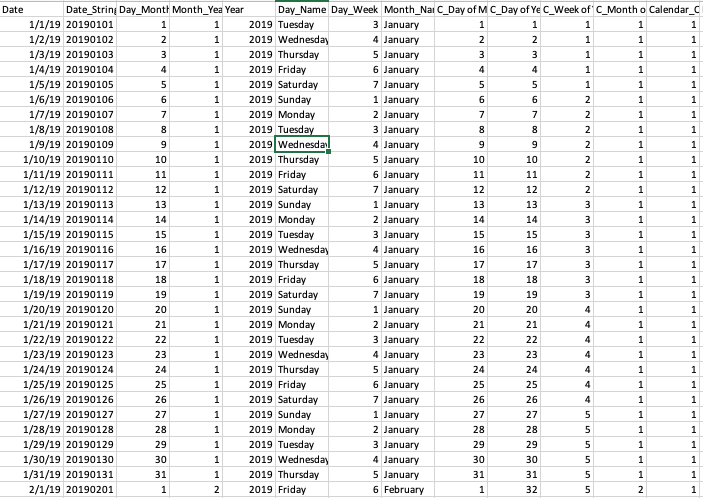 Date Date_String Day_Month Month_Yea Year Day_Name Day_Week Month_Na C_Day of M C_Day of Ye C_Week of C_Month o Calendar_C
1/1/19 20190101 1 1 2019 Tuesday 3 January 1 1 1 1 1
1/2/19 20190102 2 1 2019 Wednesday 4 January 2 2 1 1 1
1/3/19 20190103 3 1 2019 Thursday 5 January 3 3 1 1 1
1/4/19 20190104 4 1 2019 Friday 6 January 4 4 1 1 1
1/5/19 20190105 5 1 2019 Saturday 7 January 5 5 1 1 1
1/6/19 20190106 6 1 2019 Sunday 1 January 6 6 2 1 1
1/7/19 20190107 7 1 2019 Monday 2 January 7 7 2 1 1
1/8/19 20190108 8 1 2019 Tuesday 3 January 8 8 2 1 1
1/9/19 20190109 9 1 2019 Wednesday 4 January 9 9 2 1 1
1/10/19 20190110 10 1 2019 Thursday 5 January 10 10 2 1 1
1/11/19 20190111 11 1 2019 Friday 6 January 11 11 2 1 1
1/12/19 20190112 12 1 2019 Saturday 7 January 12 12 2 1 1
1/13/19 20190113 13 1 2019 Sunday 1 January 13 13 3 1 1
1/14/19 20190114 14 1 2019 Monday 2 January 14 14 3 1 1
1/15/19 20190115 15 1 2019 Tuesday 3 January 15 15 3 1 1
1/16/19 20190116 16 1 2019 Wednesday 4 January 16 16 3 1 1
1/17/19 20190117 17 1 2019 Thursday 5 January 17 17 3 1 1
1/18/19 20190118 18 1 2019 Friday 6 January 18 18 3 1 1
1/19/19 20190119 19 1 2019 Saturday 7 January 19 19 3 1 1
1/20/19 20190120 20 1 2019 Sunday 1 January 20 20 4 1 1
1/21/19 20190121 21 1 2019 Monday 2 January 21 21 4 1 1
1/22/19 20190122 22 1 2019 Tuesday 3 January 22 22 4 1 1
1/23/19 20190123 23 1 2019 Wednesday 4 January 23 23 4 1 1
1/24/19 20190124 24 1 2019 Thursday 5 January 24 24 4 1 1
1/25/19 20190125 25 1 2019 Friday 6 January 25 25 4 1 1
1/26/19 20190126 26 1 2019 Saturday 7 January 26 26 4 1 1
1/27/19 20190127 27 1 2019 Sunday 1 January 27 27 5 1 1
1/28/19 20190128 28 1 2019 Monday 2 January 28 28 5 1 1
1/29/19 20190129 29 1 2019 Tuesday 3 January 29 29 5 1 1
1/30/19 20190130 30 1 2019 Wednesday 4 January 30 30 5 1 1
1/31/19 20190131 31 1 2019 Thursday 5 January 31 31 5 1 1
2/1/19 20190201 1 2 2019 Friday 6 February 1 32 5 2 1